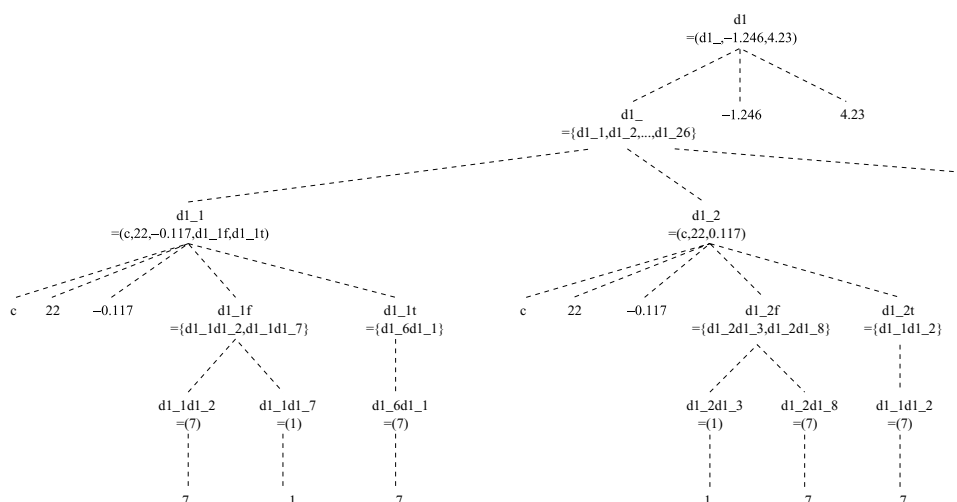 d1
=(d1_,−1.246,4.23)
d1_
−1.246
4.23
={d1_1,d1_2,...,d1_26}
d1_1
=(c,22,−0.117,d1_1f,d1_1t)
d1_2
=(c,22,0.117)
c
22
−0.117
d1_1f
={d1_1d1_2,d1_1d1_7}
d1_1t
={d1_6d1_1}
c
22
−0.117
d1_2f
={d1_2d1_3,d1_2d1_8}
d1_2t
={d1_1d1_2}
d1_1d1_2
=(7)
d1_1d1_7
=(1)
d1_6d1_1
=(7)
d1_2d1_3
=(1)
d1_2d1_8
=(7)
d1_1d1_2
=(7)
7
1
7
1
7
7